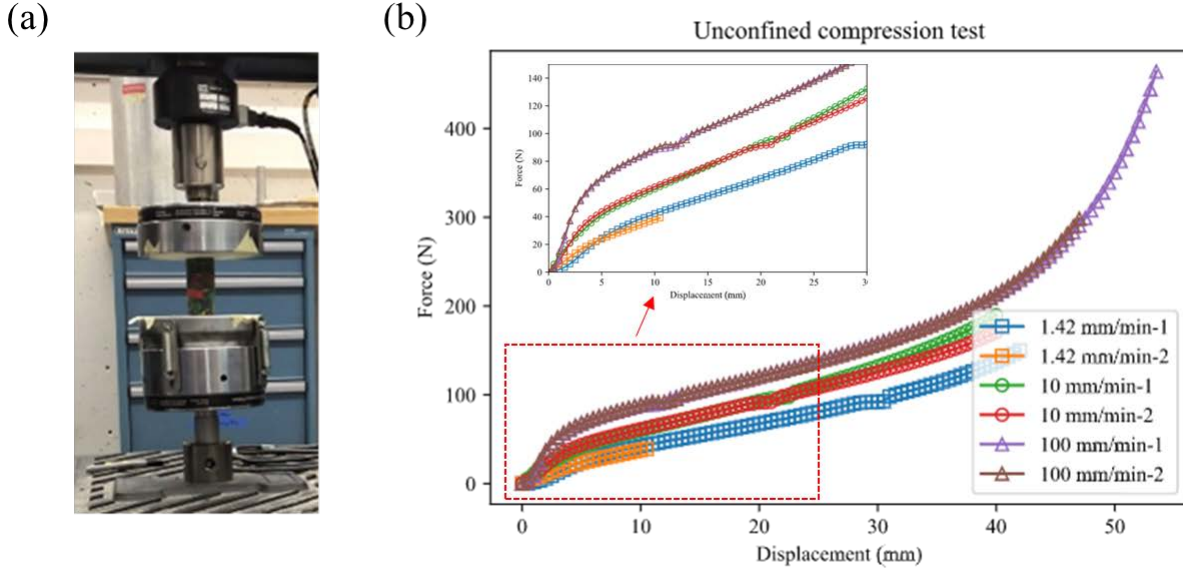 (a)
(b)
Unconfined compression test
Force (N)
400
300
200
100
0
0
10
20
30
40
50
Displacement (mm)
Force (N)
140
120
100
80
60
40
20
0
0
5
10
15
20
25
30
Displacement (mm)
1.42 mm/min-1
1.42 mm/min-2
10 mm/min-1
10 mm/min-2
100 mm/min-1
100 mm/min-2